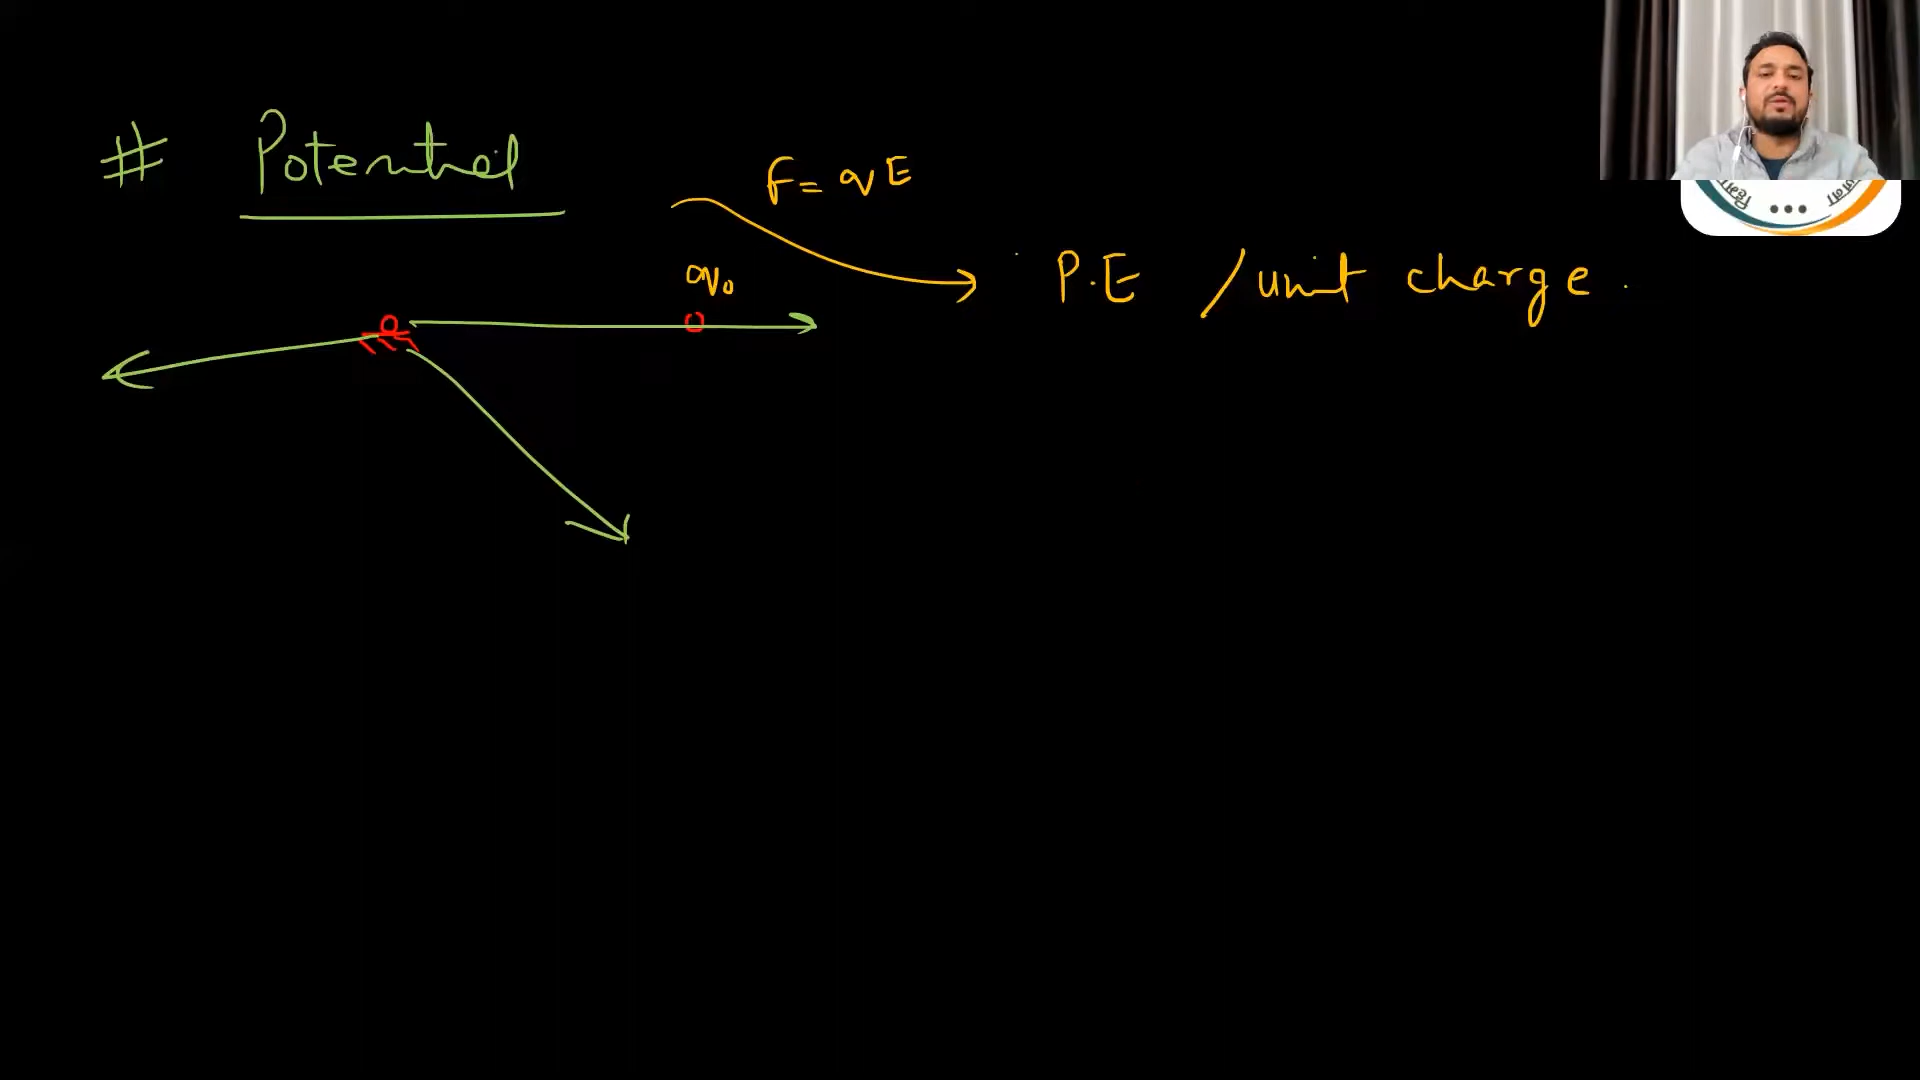 # Potential
F = qE
q₀
P.E / unit charge .